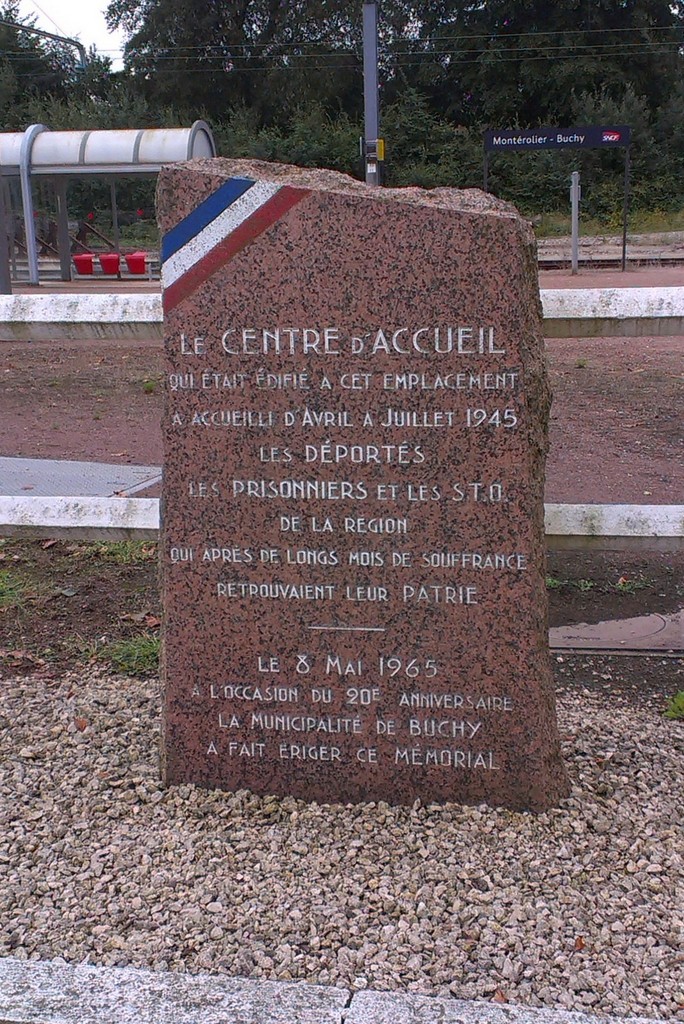 Montérolier - Buchy SNCF
LE CENTRE D'ACCUEIL
QUI ÉTAIT ÉDIFIÉ A CET EMPLACEMENT
A ACCUEILLI D'AVRIL A JUILLET 1945
LES DÉPORTÉS
LES PRISONNIERS ET LES S.T.O.
DE LA REGION
QUI APRES DE LONGS MOIS DE SOUFFRANCE
RETROUVAIENT LEUR PATRIE
LE 8 MAI 1965
A L'OCCASION DU 20E ANNIVERSAIRE
LA MUNICIPALITÉ DE BUCHY
A FAIT ERIGER CE MÉMORIAL